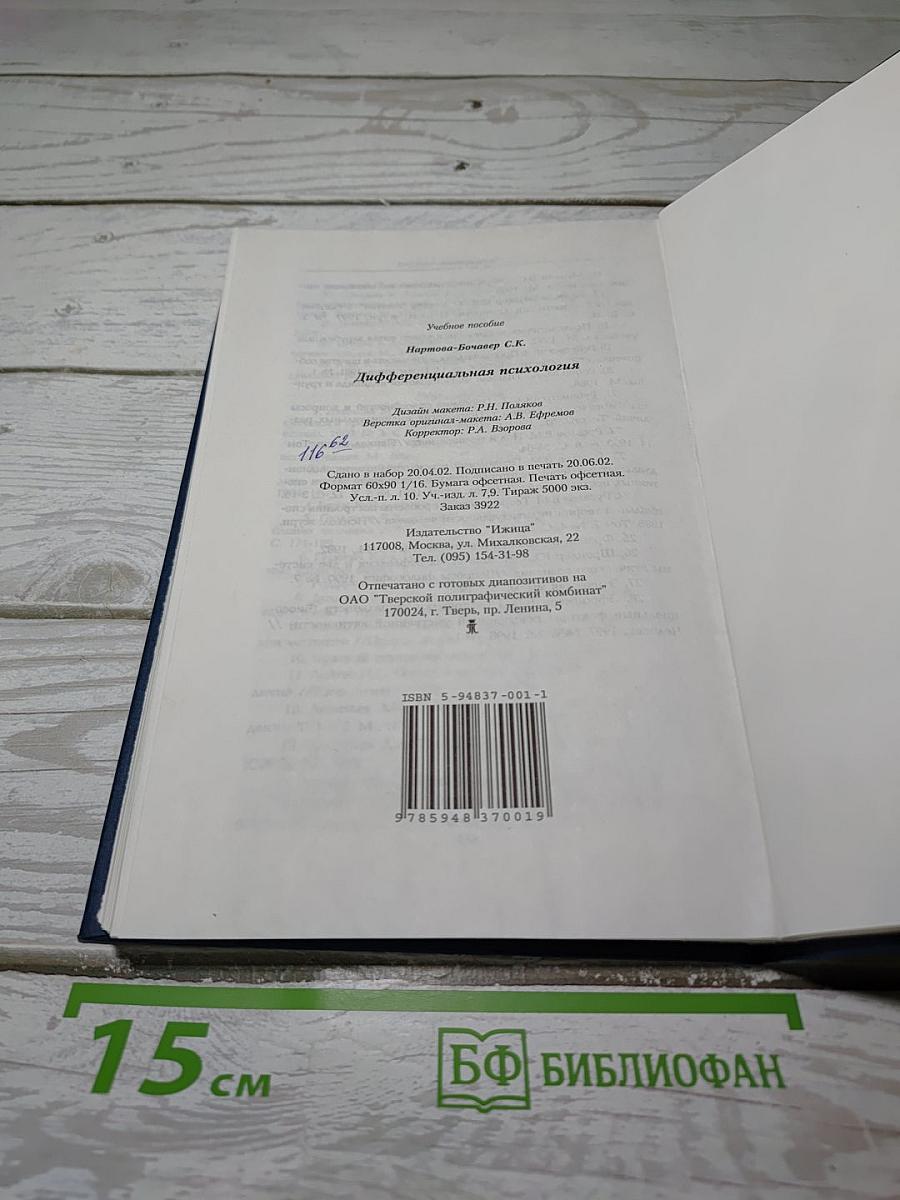 Учебное пособие
Нартова-Бочавер С.К.
Дифференциальная психология
Дизайн макета: Р.Н. Поляков
Верстка оригинал-макета: А.В. Ефремов
Корректор: Р.А. Взорова
116 62
Сдано в набор 20.04.02. Подписано в печать 20.06.02.
Формат 60х90 1/16. Бумага офсетная. Печать офсетная.
Усл.-п. л. 10. Уч.-изд. л. 7,9. Тираж 5000 экз.
Заказ 3922
Издательство "Ижица"
117008, Москва, ул. Михалковская, 22
Тел. (095) 154-31-98
Отпечатано с готовых диапозитивов на
ОАО "Тверской полиграфический комбинат"
170024, г. Тверь, пр. Ленина, 5
ISBN 5-94837-001-1
9 785948 370019
15 см
БФ БИБЛИОФАН